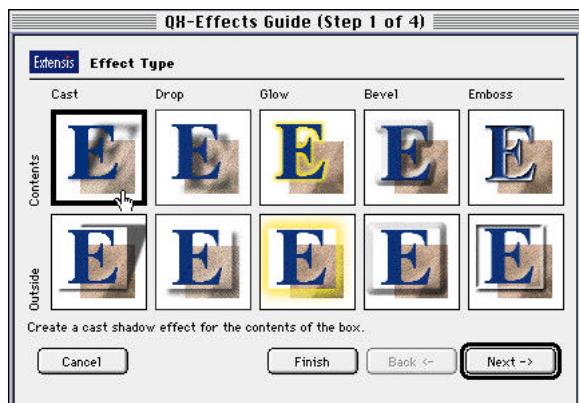 QX-Effects Guide (Step 1 of 4)
Extensis Effect Type
Cast Drop Glow Bevel Emboss
Contents
E E E E E
Outside
E E E E E
Create a cast shadow effect for the contents of the box.
Cancel Finish Back <- Next ->